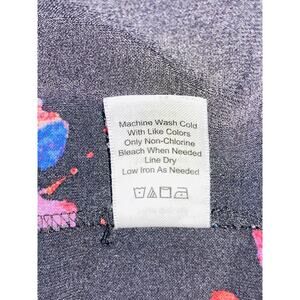 Machine Wash Cold
With Like Colors
Only Non-Chlorine
Bleach When Needed
Line Dry
Low Iron As Needed